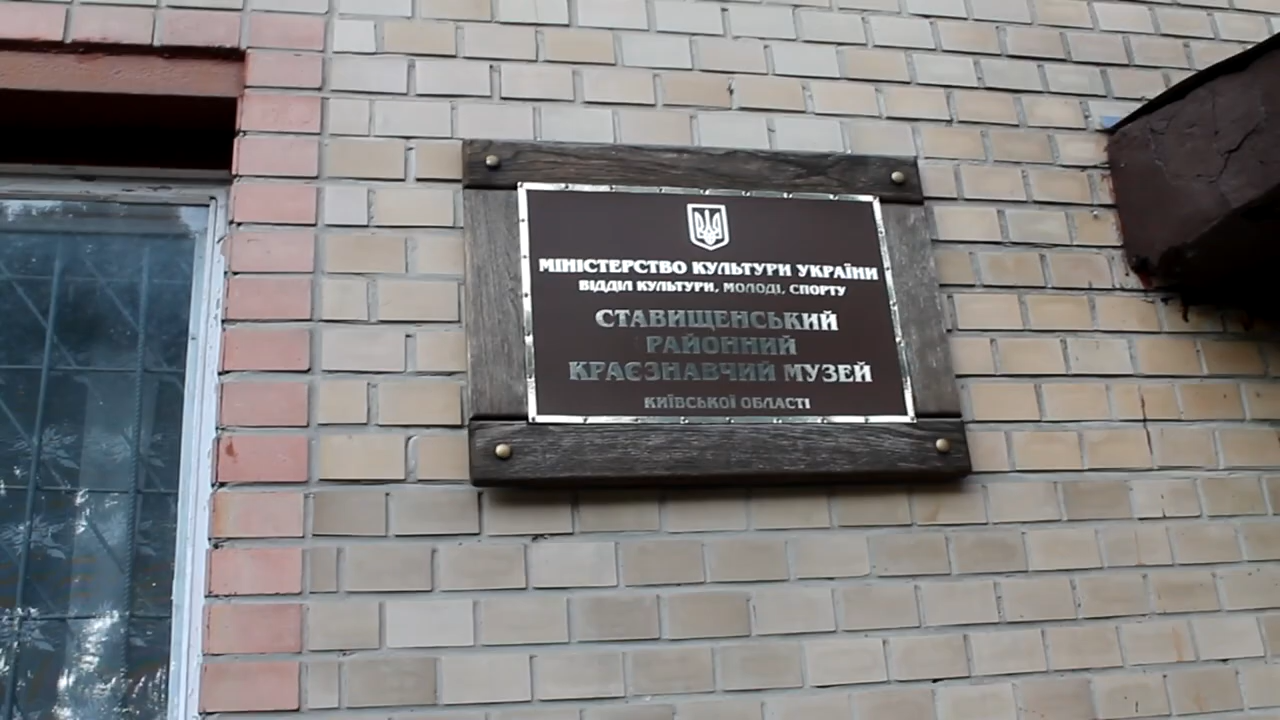 МІНІСТЕРСТВО КУЛЬТУРИ УКРАЇНИ
ВІДДІЛ КУЛЬТУРИ, МОЛОДІ, СПОРТУ
СТАВИЩЕНСЬКИЙ
РАЙОННИЙ
КРАЄЗНАВЧИЙ МУЗЕЙ
КИЇВСЬКОЇ ОБЛАСТІ